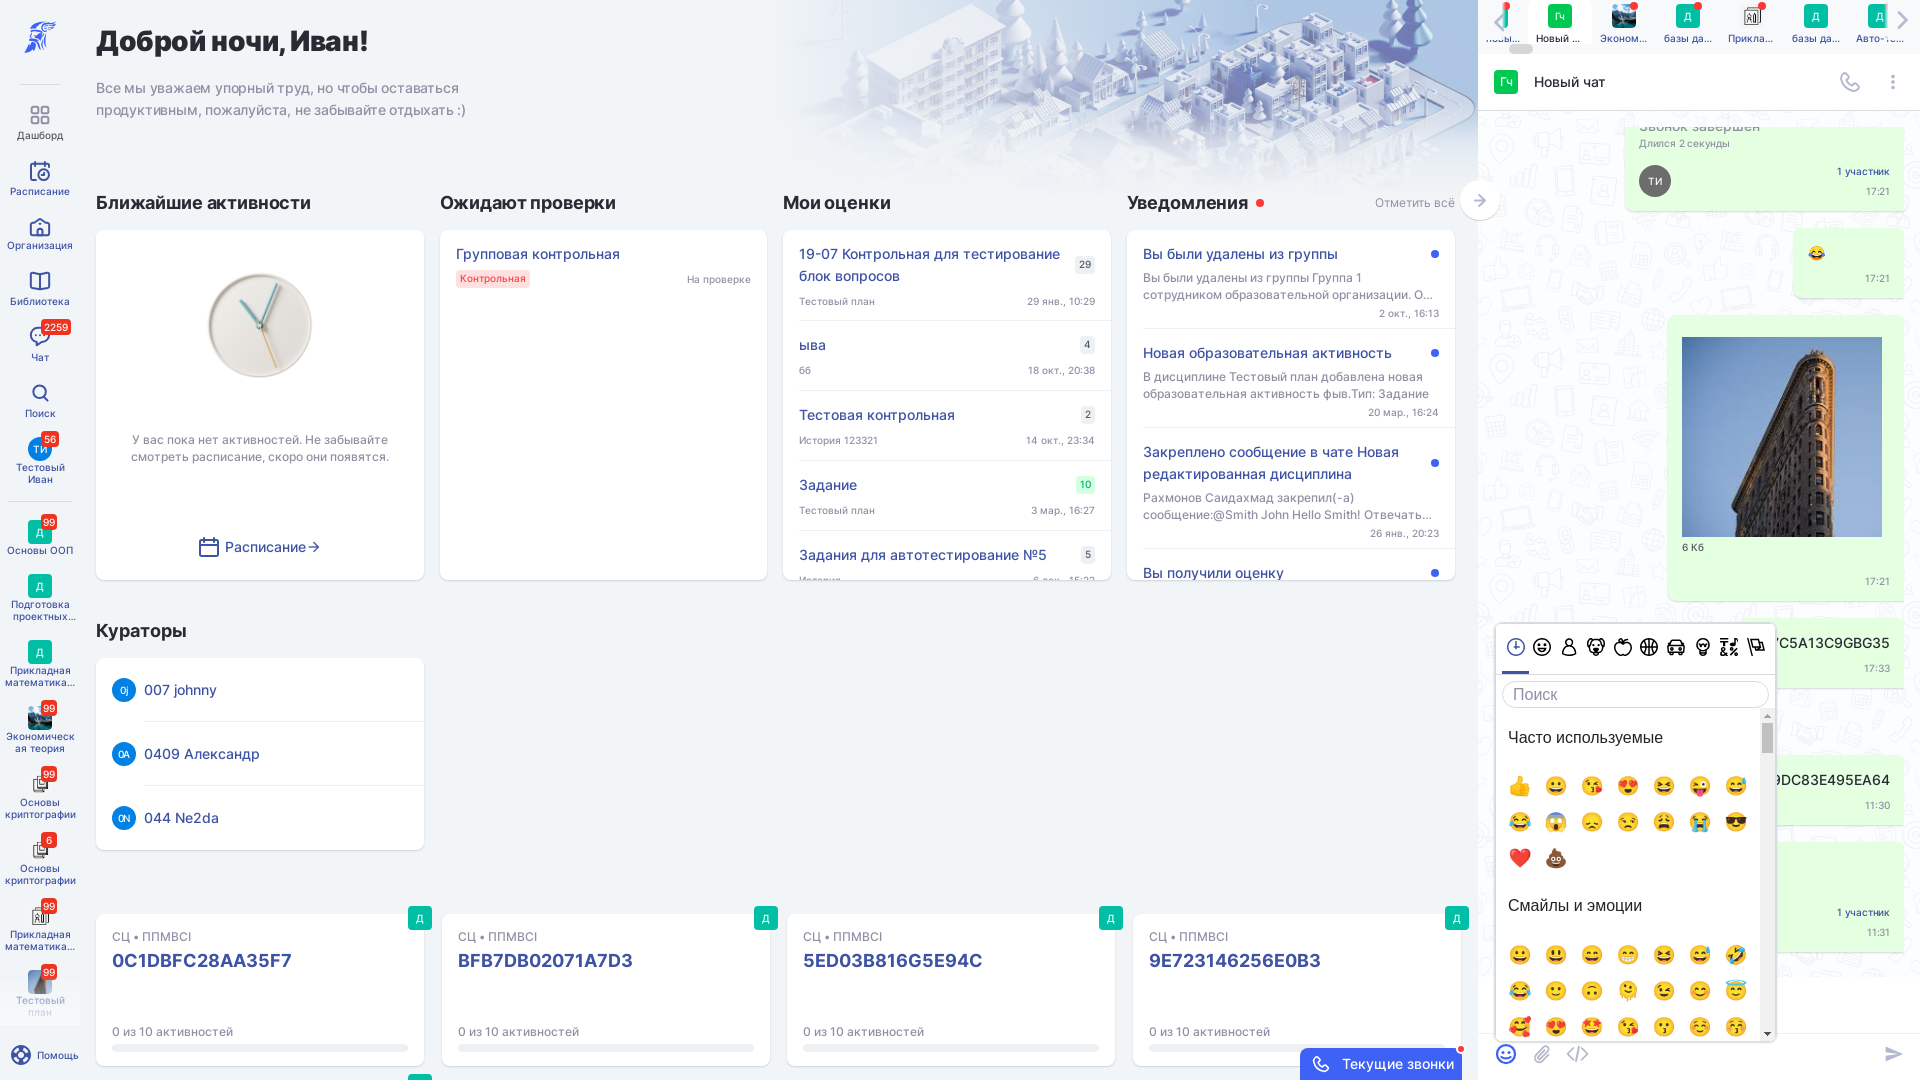 Дашборд
Расписание
Организация
Библиотека
2259
Чат
Поиск
56
ТИ
Тестовый
Иван
99
Д
Основы ООП
Д
Подготовка
проектных...
Д
Прикладная
математика...
99
Экономическ
ая теория
99
Основы
криптографии
6
Основы
криптографии
99
Прикладная
математика...
99
Тестовый
план
Помощь
Доброй ночи, Иван!
Все мы уважаем упорный труд, но чтобы оставаться
продуктивным, пожалуйста, не забывайте отдыхать :)
Ближайшие активности
У вас пока нет активностей. Не забывайте
смотреть расписание, скоро они появятся.
Расписание
Ожидают проверки
Групповая контрольная
Контрольная
На проверке
Мои оценки
19-07 Контрольная для тестирование
блок вопросов
29
Тестовый план
29 янв., 10:29
ыва
4
бб
18 окт., 20:38
Тестовая контрольная
2
История 123321
14 окт., 23:34
Задание
10
Тестовый план
3 мар., 16:27
Задания для автотестирование №5
5
Уведомления
Отметить всё
Вы были удалены из группы
Вы были удалены из группы Группа 1
сотрудником образовательной организации. О...
2 окт., 16:13
Новая образовательная активность
В дисциплине Тестовый план добавлена новая
образовательная активность фыв.Тип: Задание
20 мар., 16:24
Закреплено сообщение в чате Новая
редактированная дисциплина
Рахмонов Саидахмад закрепил(-а)
сообщение:@Smith John Hello Smith! Отвечать...
26 янв., 20:23
Вы получили оценку
Кураторы
0j
007 johnny
0А
0409 Александр
0N
044 Ne2da
Д
СЦ • ППМВСI
0C1DBFC28AA35F7
0 из 10 активностей
Д
СЦ • ППМВСI
BFB7DB02071A7D3
0 из 10 активностей
Д
СЦ • ППМВСI
5ED03B816G5E94C
0 из 10 активностей
Д
СЦ • ППМВСI
9E723146256E0B3
0 из 10 активностей
Текущие звонки
Гч
Новый ...
Эконом...
Д
базы да...
Прикла...
Д
базы да...
Д
Гч
Новый чат
Звонок завершен
Длился 2 секунды
ТИ
1 участник
17:21
17:21
6 Кб
17:21
C5A13C9GBG35
17:33
DC83E495EA64
11:30
1 участник
11:31
Поиск
Часто используемые
Смайлы и эмоции